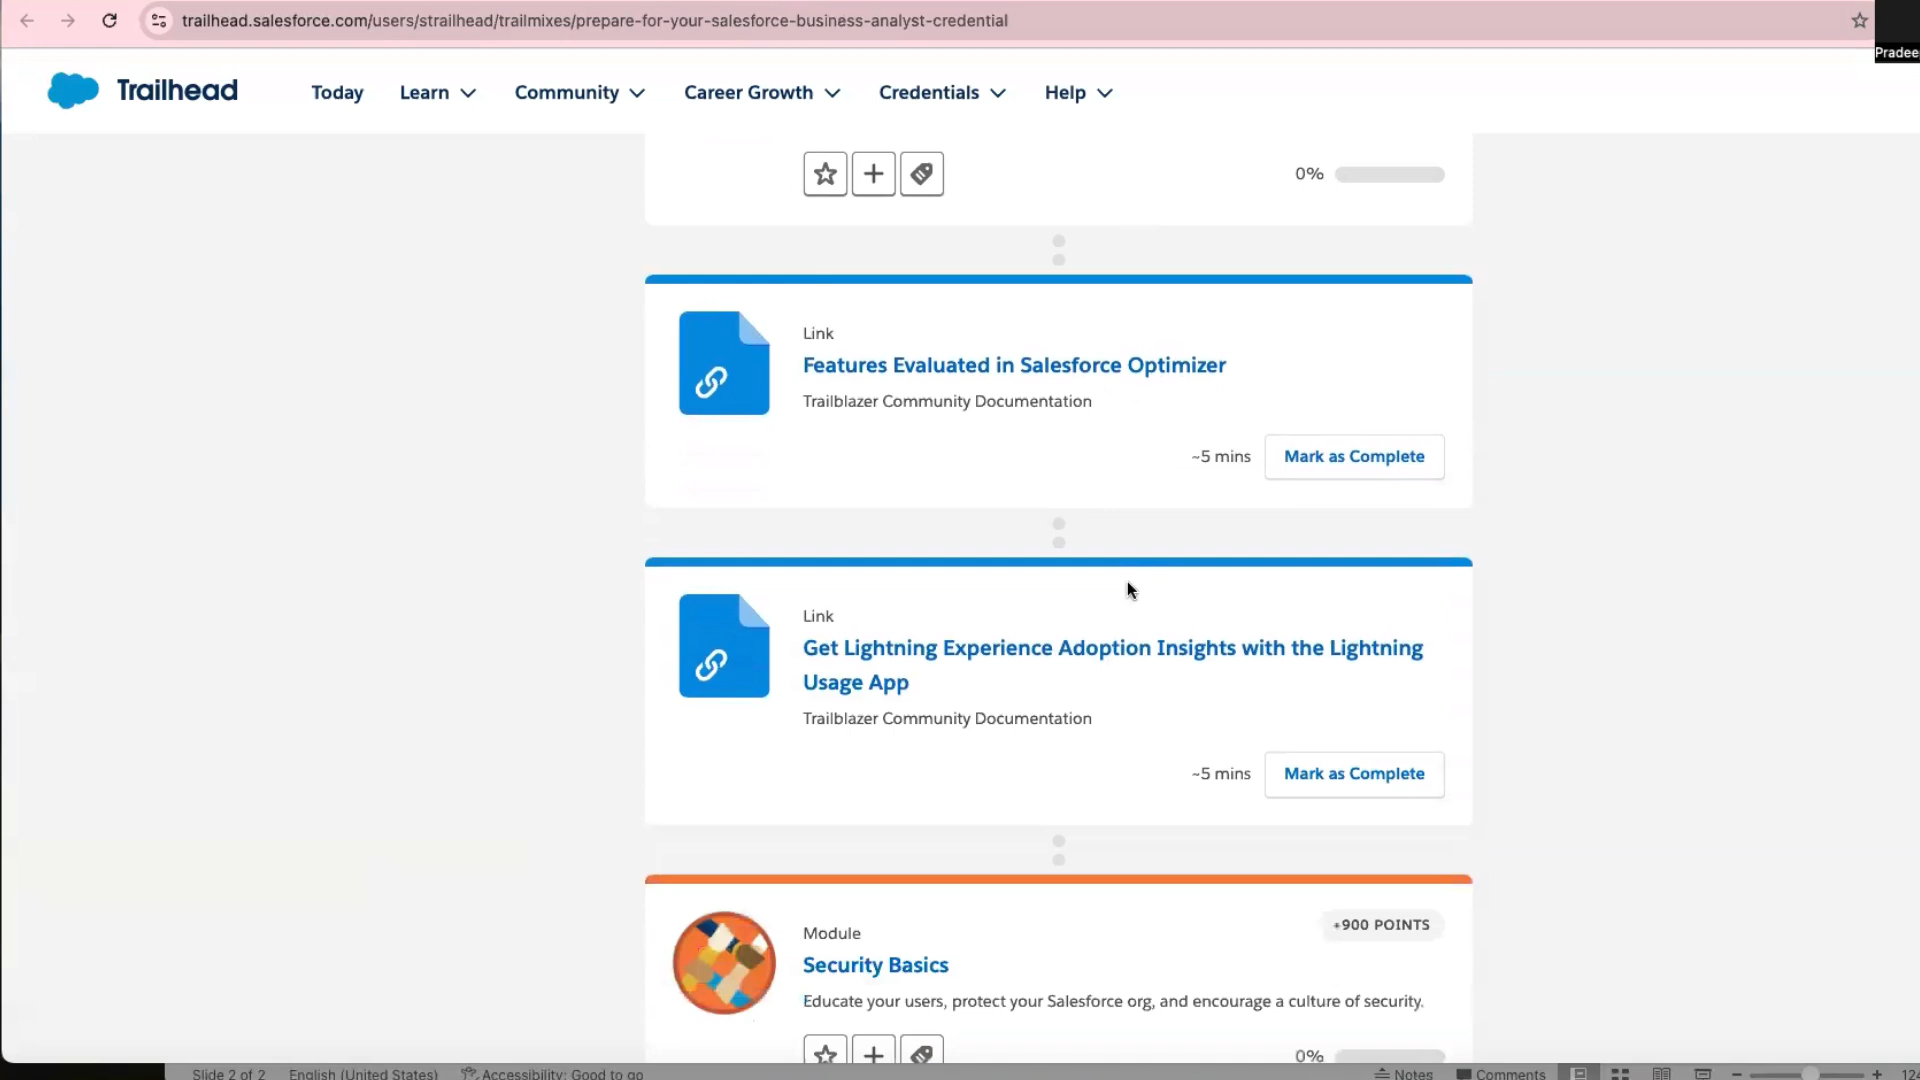 trailhead.salesforce.com/users/strailhead/trailmixes/prepare-for-your-salesforce-business-analyst-credential
Pradee
Trailhead
Today
Learn
Community
Career Growth
Credentials
Help
0%
Link
Features Evaluated in Salesforce Optimizer
Trailblazer Community Documentation
~5 mins
Mark as Complete
Link
Get Lightning Experience Adoption Insights with the Lightning
Usage App
Trailblazer Community Documentation
~5 mins
Mark as Complete
+900 POINTS
Module
Security Basics
Educate your users, protect your Salesforce org, and encourage a culture of security.
0%
Slide 2 of 2
English (United States)
Accessibility: Good to go
Notes
Comments
124